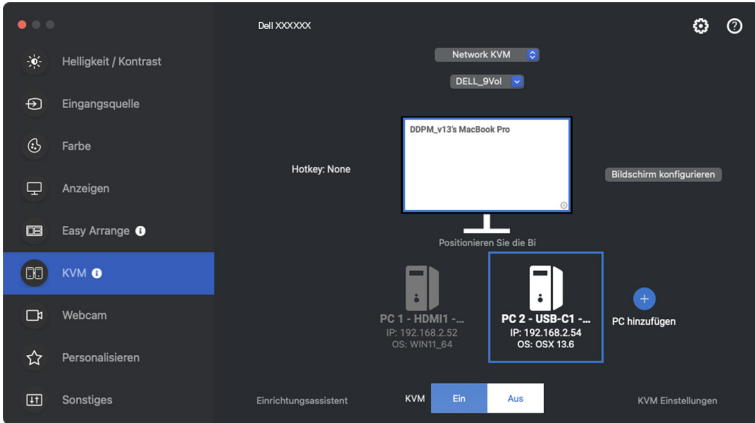 Dell XXXXXX
Helligkeit / Kontrast
Eingangsquelle
Farbe
Anzeigen
Easy Arrange
KVM
Webcam
Personalisieren
Sonstiges
Network KVM
DELL_9Vol
DDPM_v13's MacBook Pro
Hotkey: None
Bildschirm konfigurieren
Positionieren Sie die Bi
PC 1 - HDMI1 -...
IP: 192.168.2.52
OS: WIN11_64
PC 2 - USB-C1 -...
IP: 192.168.2.54
OS: OSX 13.6
PC hinzufügen
Einrichtungsassistent
KVM
Ein
Aus
KVM Einstellungen